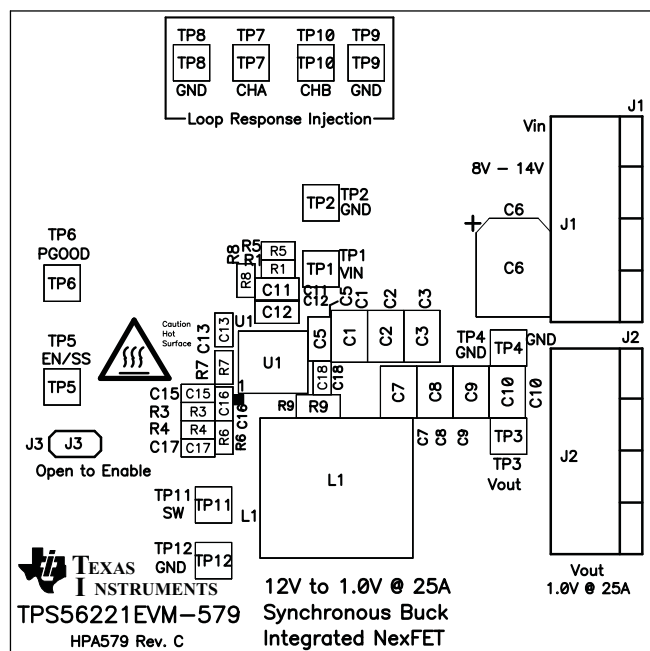 TP8 TP7 TP10 TP9
TP8 TP7 TP10 TP9
GND CHA CHB GND
Loop Response Injection
J1
Vin
8V – 14V
C6
+
C6
J1
TP2
TP2
GND
TP6
PGOOD
TP6
R8
R5
R5
R1
R1
R8
TP1
TP1
VIN
C11
C11
C12
C12
C5
C1
C2
C3
TP5
EN/SS
TP5
Caution
Hot
Surface
C13
C13
U1
U1
C5
C1
C2
C3
TP4
GND
TP4
GND
J2
R7
R7
C18
C18
C15
C15
1
C16
C16
R3
R3
R9
R9
C7
C8
C9
C10
C10
R4
R4
R6
R6
C17
C17
C7
C8
C9
TP3
TP3
Vout
J3
J3
Open to Enable
J2
L1
L1
TP11
SW
TP11
TP12
GND
TP12
TEXAS
INSTRUMENTS
TPS56221EVM–579
HPA579 Rev. C
12V to 1.0V @ 25A
Synchronous Buck
Integrated NexFET
Vout
1.0V @ 25A